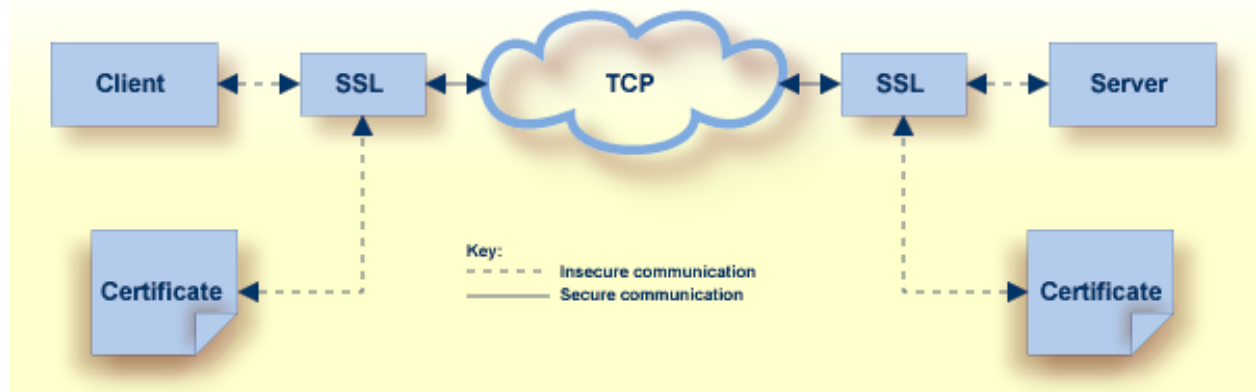 Client
SSL
TCP
SSL
Server
Certificate
Key:
Insecure communication
Secure communication
Certificate